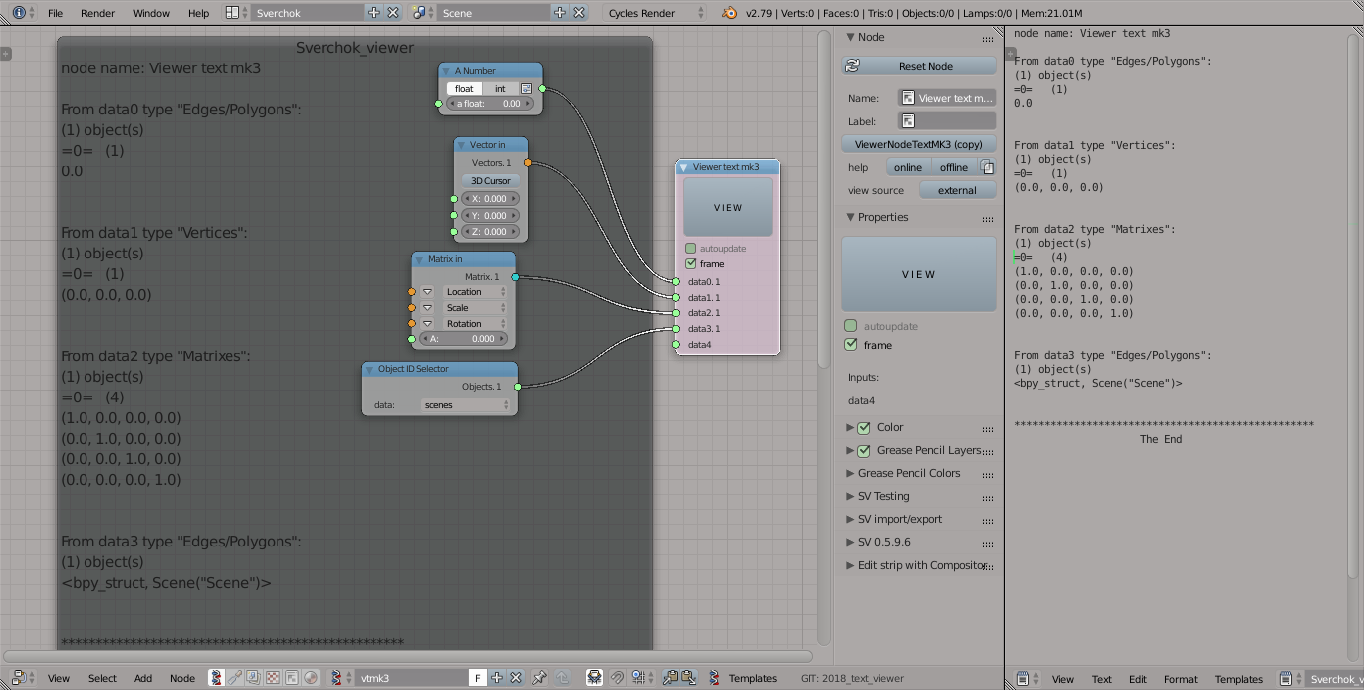 File Render Window Help Sverchok Scene Cycles Render v2.79 | Verts:0 | Faces:0 | Tris:0 | Objects:0/0 | Lamps:0/0 | Mem:21.01M
Sverchok_viewer
node name: Viewer text mk3
From data0 type "Edges/Polygons":
(1) object(s)
=0= (1)
0.0
From data1 type "Vertices":
(1) object(s)
=0= (1)
(0.0, 0.0, 0.0)
From data2 type "Matrixes":
(1) object(s)
=0= (4)
(1.0, 0.0, 0.0, 0.0)
(0.0, 1.0, 0.0, 0.0)
(0.0, 0.0, 1.0, 0.0)
(0.0, 0.0, 0.0, 1.0)
From data3 type "Edges/Polygons":
(1) object(s)
<bpy_struct, Scene("Scene")>
**************************************************
A Number
float int
a float: 0.00
Vector in
Vectors. 1
3D Cursor
X: 0.000
Y: 0.000
Z: 0.000
Matrix in
Matrix. 1
Location
Scale
Rotation
A: 0.000
Object ID Selector
Objects. 1
data: scenes
Viewer text mk3
VIEW
autoupdate
frame
data0. 1
data1. 1
data2. 1
data3. 1
data4
Node
Reset Node
Name: Viewer text m...
Label:
ViewerNodeTextMK3 (copy)
help online offline
view source external
Properties
VIEW
autoupdate
frame
Inputs:
data4
Color
Grease Pencil Layers
Grease Pencil Colors
SV Testing
SV import/export
SV 0.5.9.6
Edit strip with Composito
node name: Viewer text mk3
From data0 type "Edges/Polygons":
(1) object(s)
=0= (1)
0.0
From data1 type "Vertices":
(1) object(s)
=0= (1)
(0.0, 0.0, 0.0)
From data2 type "Matrixes":
(1) object(s)
=0= (4)
(1.0, 0.0, 0.0, 0.0)
(0.0, 1.0, 0.0, 0.0)
(0.0, 0.0, 1.0, 0.0)
(0.0, 0.0, 0.0, 1.0)
From data3 type "Edges/Polygons":
(1) object(s)
<bpy_struct, Scene("Scene")>
**************************************************
The End
View Select Add Node vtmk3 F Templates GIT: 2018_text_viewer
View Text Edit Format Templates Sverchok_v